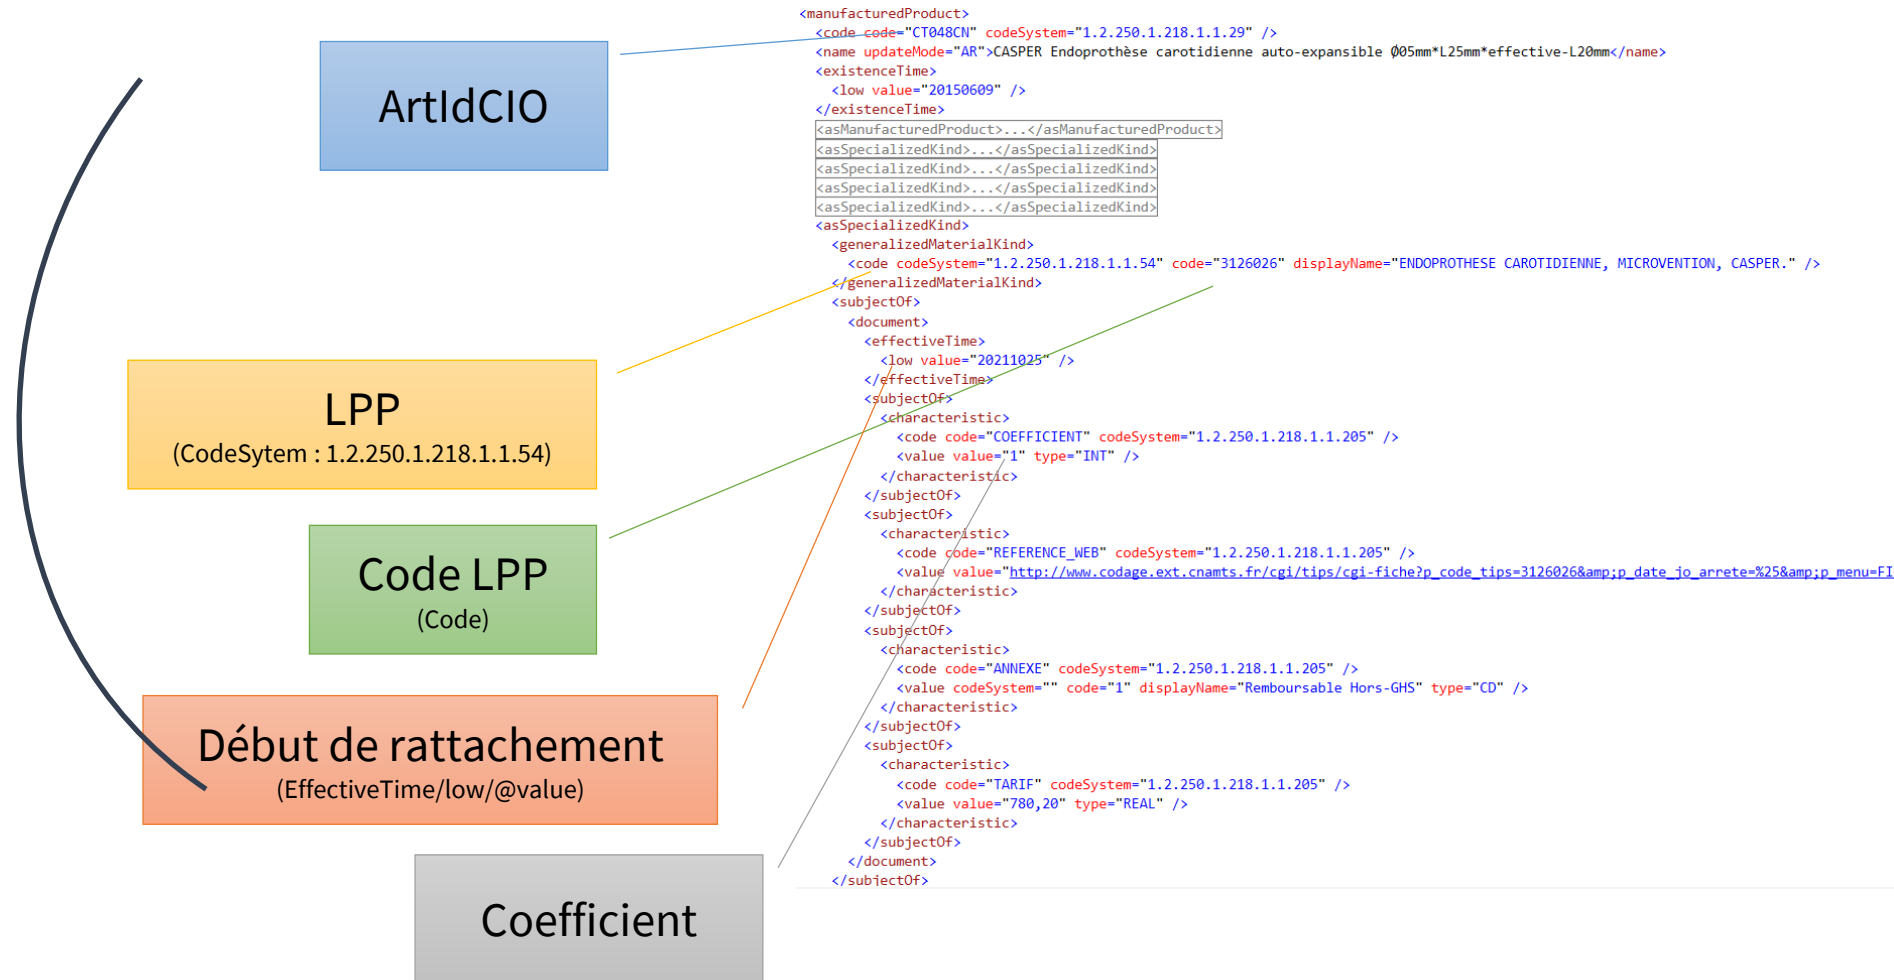 ArtIdCIO
LPP
(CodeSytem : 1.2.250.1.218.1.1.54)
Code LPP
(Code)
Début de rattachement
(EffectiveTime/low/@value)
Coefficient
<manufacturedProduct>
<code code="CT048CN" codeSystem="1.2.250.1.218.1.1.29" />
<name updateMode="AR">CASPER Endoprothèse carotidienne auto-expansible Ø05mm*L25mm*effective-L20mm</name>
<existenceTime>
<low value="20150609" />
</existenceTime>
<asManufacturedProduct>...</asManufacturedProduct>
<asSpecializedKind>...</asSpecializedKind>
<asSpecializedKind>...</asSpecializedKind>
<asSpecializedKind>...</asSpecializedKind>
<asSpecializedKind>...</asSpecializedKind>
<asSpecializedKind>
<generalizedMaterialKind>
<code codeSystem="1.2.250.1.218.1.1.54" code="3126026" displayName="ENDOPROTHESE CAROTIDIENNE, MICROVENTION, CASPER." />
</generalizedMaterialKind>
<subjectOf>
<document>
<effectiveTime>
<low value="20211025" />
</effectiveTime>
<subjectOf>
<characteristic>
<code code="COEFFICIENT" codeSystem="1.2.250.1.218.1.1.205" />
<value value="1" type="INT" />
</characteristic>
</subjectOf>
<subjectOf>
<characteristic>
<code code="REFERENCE_WEB" codeSystem="1.2.250.1.218.1.1.205" />
<value value="http://www.codage.ext.cnamts.fr/cgi/tips/cgi-fiche?p_code_tips=3126026&amp;p_date_jo_arrete=%25&amp;p_menu=FI
</characteristic>
</subjectOf>
<subjectOf>
<characteristic>
<code code="ANNEXE" codeSystem="1.2.250.1.218.1.1.205" />
<value codeSystem="" code="1" displayName="Remboursable Hors-GHS" type="CD" />
</characteristic>
</subjectOf>
<subjectOf>
<characteristic>
<code code="TARIF" codeSystem="1.2.250.1.218.1.1.205" />
<value value="780,20" type="REAL" />
</characteristic>
</subjectOf>
</document>
</subjectOf>